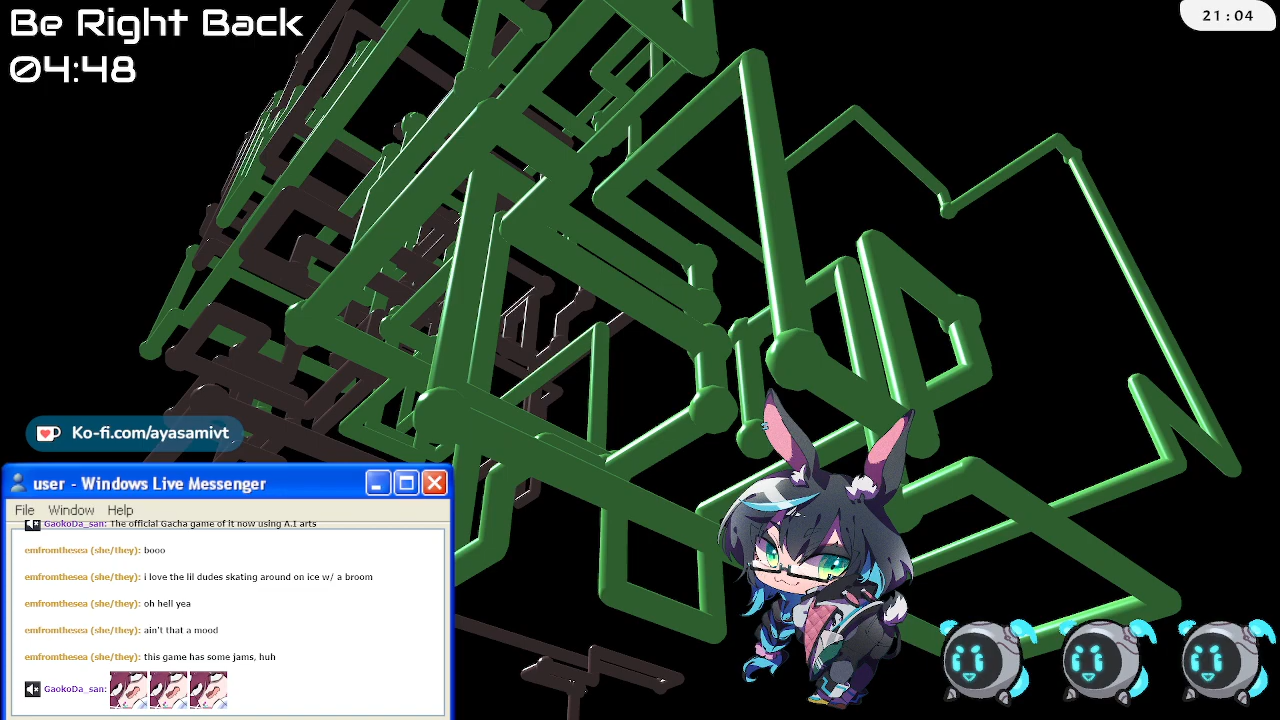 Be Right Back
04:48
21:04
Ko-fi.com/ayasamivt
user - Windows Live Messenger
File Window Help
GaokoDa_san: The official Gacha game of it now using A.I arts
emfromthesea (she/they): booo
emfromthesea (she/they): i love the lil dudes skating around on ice w/ a broom
emfromthesea (she/they): oh hell yea
emfromthesea (she/they): ain't that a mood
emfromthesea (she/they): this game has some jams, huh
GaokoDa_san: